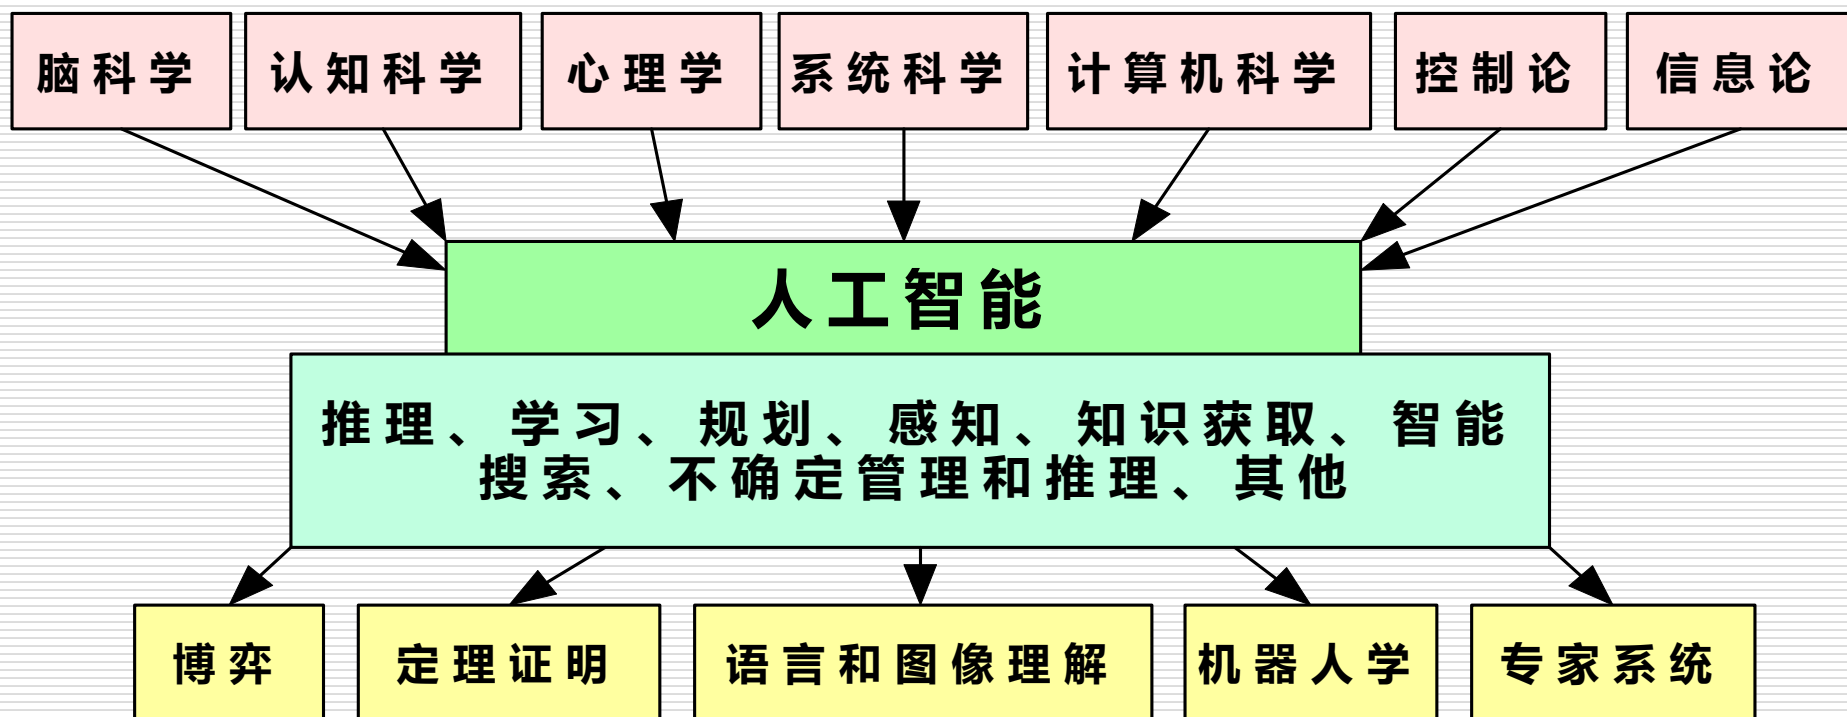 脑科学
认知科学
心理学
系统科学
计算机科学
控制论
信息论
人工智能
推理、学习、规划、感知、知识获取、智能
搜索、不确定管理和推理、其他
博弈
定理证明
语言和图像理解
机器人学
专家系统